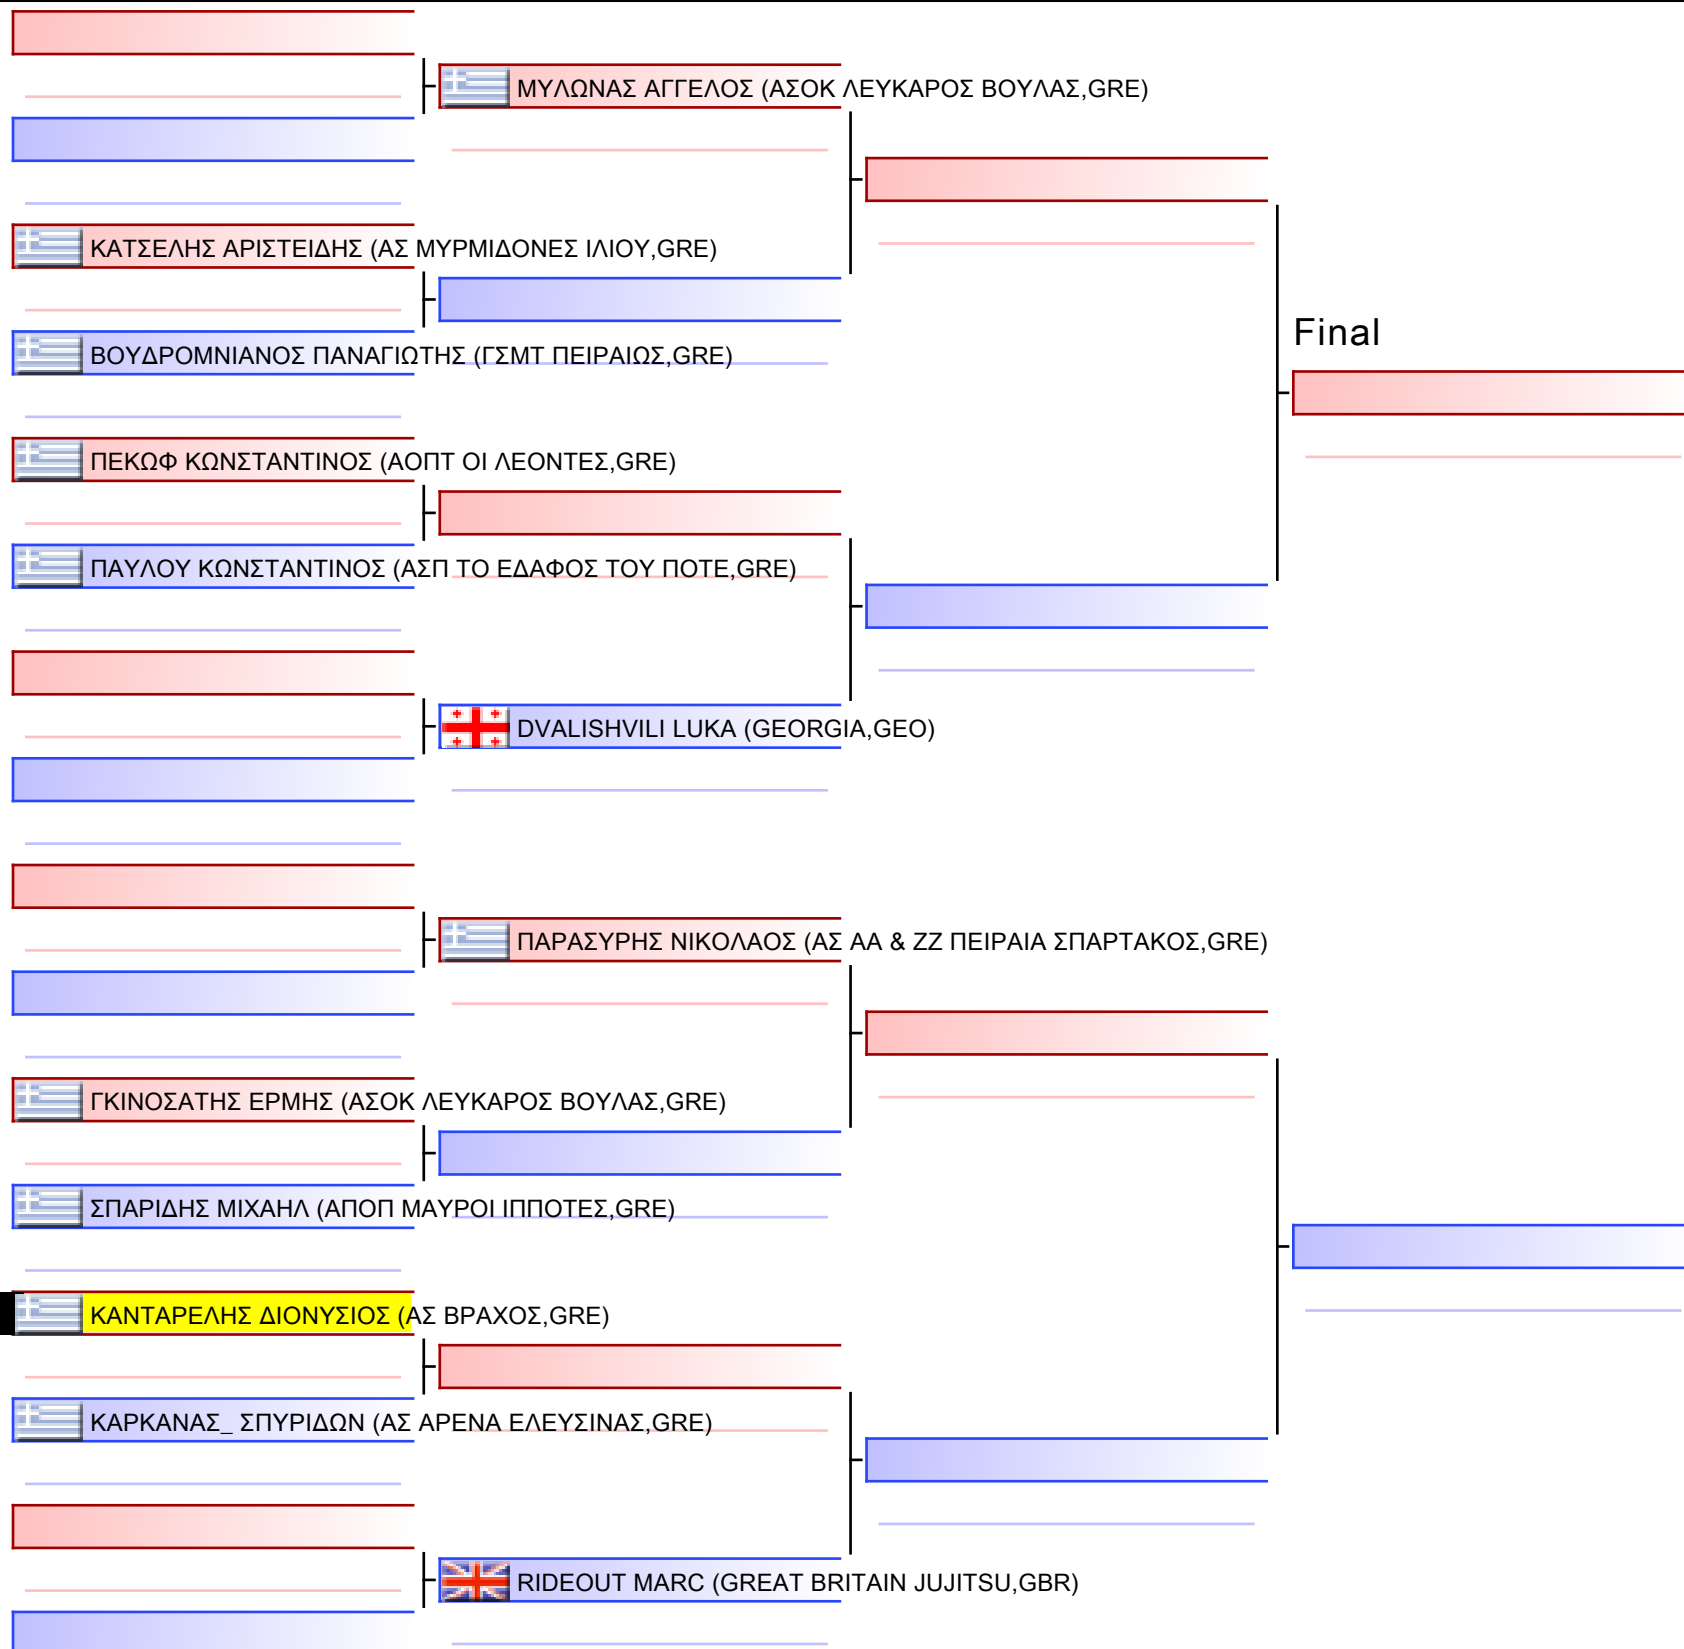 ΜΥΛΩΝΑΣ ΑΓΓΕΛΟΣ (ΑΣΟΚ ΛΕΥΚΑΡΟΣ ΒΟΥΛΑΣ,GRE)
ΚΑΤΣΕΛΗΣ ΑΡΙΣΤΕΙΔΗΣ (ΑΣ ΜΥΡΜΙΔΟΝΕΣ ΙΛΙΟΥ,GRE)
Final
ΒΟΥΔΡΟΜΝΙΑΝΟΣ ΠΑΝΑΓΙΩΤΗΣ (ΓΣΜΤ ΠΕΙΡΑΙΩΣ,GRE)
ΠΕΚΩΦ ΚΩΝΣΤΑΝΤΙΝΟΣ (ΑΟΠΤ ΟΙ ΛΕΟΝΤΕΣ,GRE)
ΠΑΥΛΟΥ ΚΩΝΣΤΑΝΤΙΝΟΣ (ΑΣΠ ΤΟ ΕΔΑΦΟΣ ΤΟΥ ΠΟΤΕ,GRE)
DVALISHVILI LUKA (GEORGIA,GEO)
ΠΑΡΑΣΥΡΗΣ ΝΙΚΟΛΑΟΣ (ΑΣ ΑΑ & ΖΖ ΠΕΙΡΑΙΑ ΣΠΑΡΤΑΚΟΣ,GRE)
ΓΚΙΝΟΣΑΤΗΣ ΕΡΜΗΣ (ΑΣΟΚ ΛΕΥΚΑΡΟΣ ΒΟΥΛΑΣ,GRE)
ΣΠΑΡΙΔΗΣ ΜΙΧΑΗΛ (ΑΠΟΠ ΜΑΥΡΟΙ ΙΠΠΟΤΕΣ,GRE)
ΚΑΝΤΑΡΕΛΗΣ ΔΙΟΝΥΣΙΟΣ (ΑΣ ΒΡΑΧΟΣ,GRE)
ΚΑΡΚΑΝΑΣ_ ΣΠΥΡΙΔΩΝ (ΑΣ ΑΡΕΝΑ ΕΛΕΥΣΙΝΑΣ,GRE)
RIDEOUT MARC (GREAT BRITAIN JUJITSU,GBR)